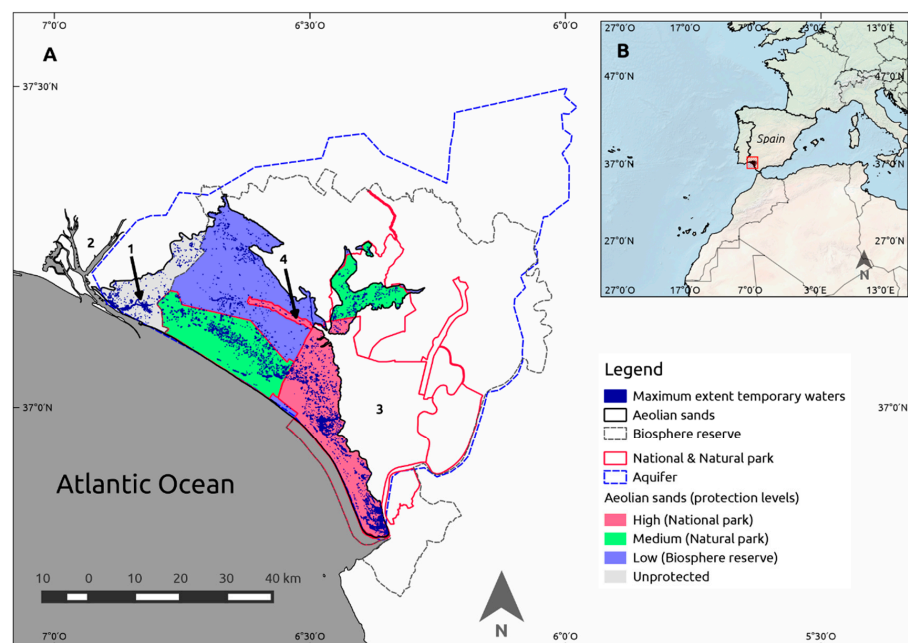 7°0'O
6°30'O
6°0'O
A
37°30'N
2
1
4
3
37°0'N
37°0'N
Atlantic Ocean
10 0 10 20 30 40 km
N
7°0'O
6°30'O
5°30'O
27°0'N
17°0'O
7°0'O
3°0'E
13°0'E
B
47°0'N
47°0'N
Spain
37°0'N
37°0'N
27°0'N
27°0'N
N
17°0'O
7°0'O
3°0'E
Legend
Maximum extent temporary waters
Aeolian sands
Biosphere reserve
National & Natural park
Aquifer
Aeolian sands (protection levels)
High (National park)
Medium (Natural park)
Low (Biosphere reserve)
Unprotected